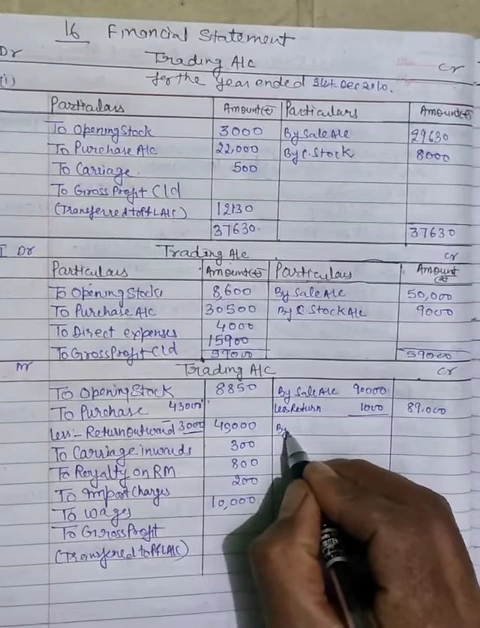 16 Financial Statement
Dr Trading A/c Cr
(i) for the year ended 31st Dec 2010.
Particulars Amount(₹) Particulars Amount(₹)
To Opening Stock 3000 By Sale A/c 29630
To Purchase A/c 22,000 By C. Stock 8000
To Carriage 500
To Gross Profit C/d
(Transferred to P/L A/C) 12130
37630 37630
I Dr Trading A/c Cr
Particulars Amount(₹) Particulars Amount
To Opening Stock 8,600 By Sale A/c 50,000
To Purchase A/c 30500 By C Stock A/c 9000
To Direct expenses 4000
To Gross Profit C/d 15900
59000 59000
Trading A/C Cr
To Opening Stock 8850 By Sale A/c 90000
To Purchase 43000 Less Return 1000 89,000
Less:- Return outward 3000 40000 By
To Carriage inwards 300
To Royalty on RM 800
To Import Charges 200
To Wages 10,000
To Gross Profit
(Transferred to P/L A/C)